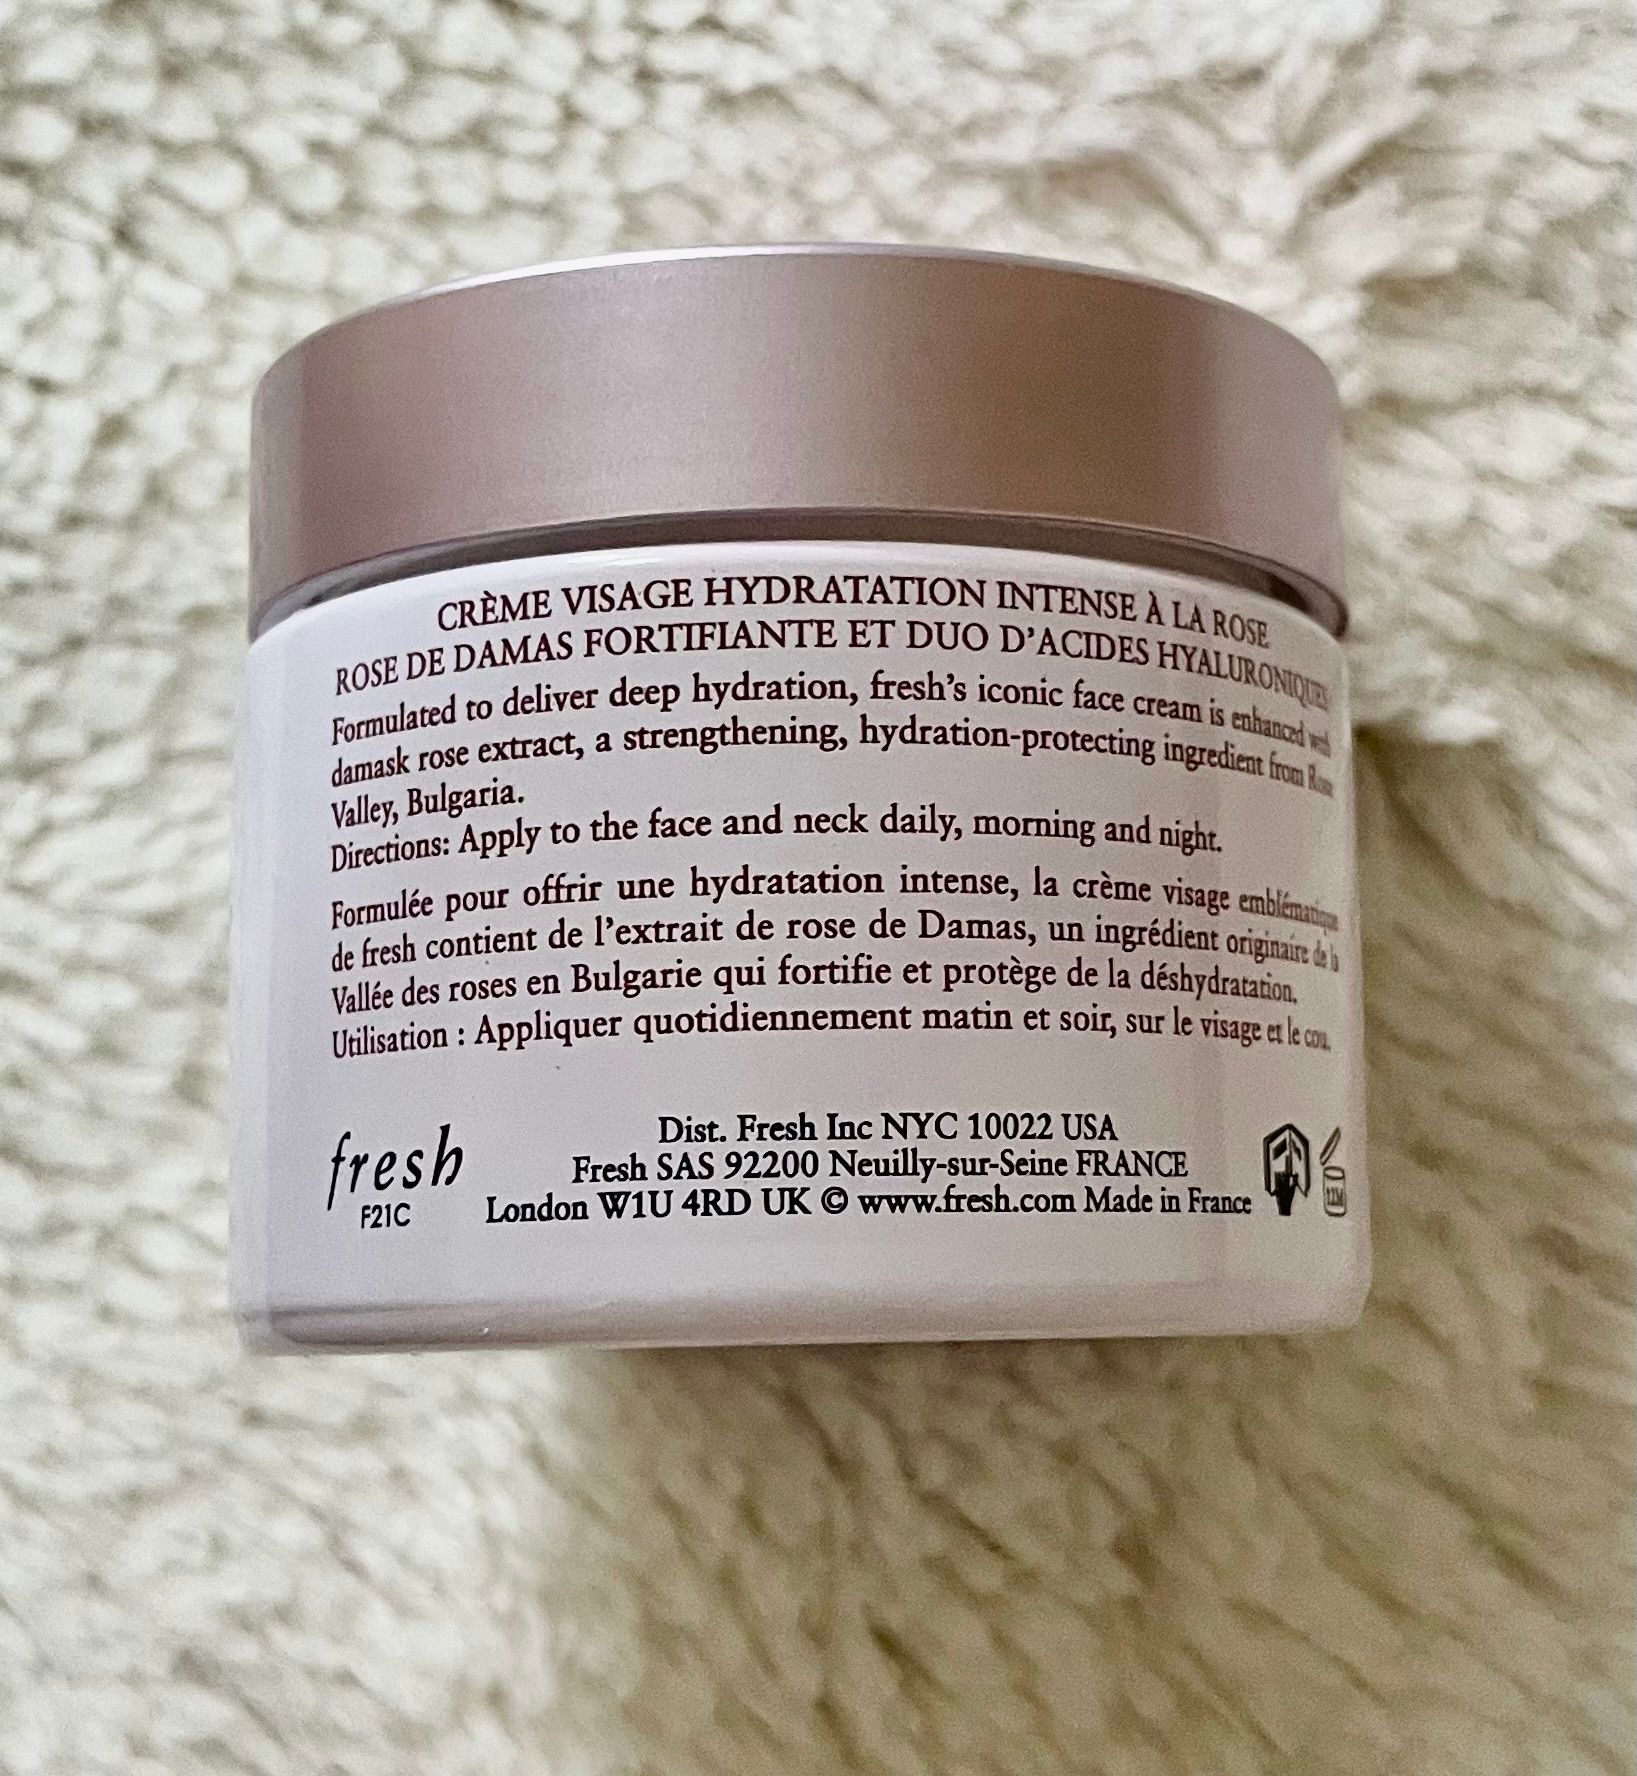 CRÈME VISAGE HYDRATATION INTENSE À LA ROSE
ROSE DE DAMAS FORTIFIANTE ET DUO D'ACIDES HYALURONIQUES
Formulated to deliver deep hydration, fresh's iconic face cream is enhanced with
damask rose extract, a strengthening, hydration-protecting ingredient from Rose
Valley, Bulgaria.
Directions: Apply to the face and neck daily, morning and night.
Formulée pour offrir une hydratation intense, la crème visage emblématique
de fresh contient de l'extrait de rose de Damas, un ingrédient originaire de la
Vallée des roses en Bulgarie qui fortifie et protège de la déshydratation.
Utilisation : Appliquer quotidiennement matin et soir, sur le visage et le cou.
fresh
F21C
Dist. Fresh Inc NYC 10022 USA
Fresh SAS 92200 Neuilly-sur-Seine FRANCE
London W1U 4RD UK © www.fresh.com Made in France
12M